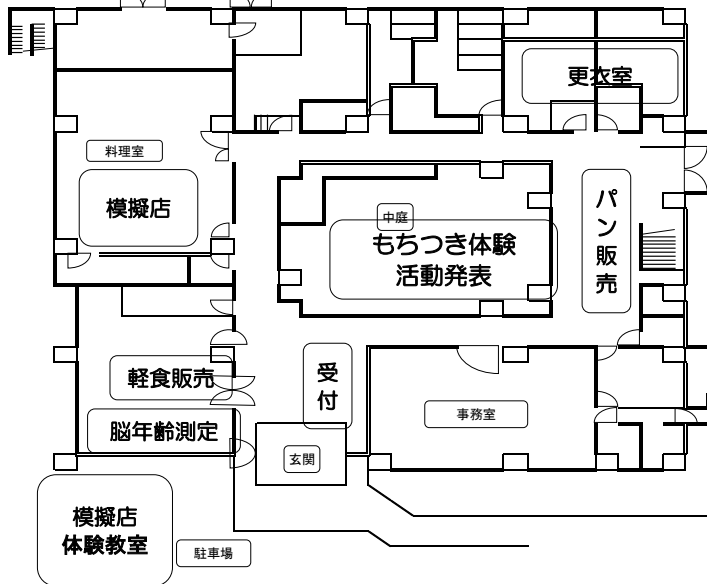 更衣室
料理室
模擬店
中庭
もちつき体験
活動発表
パン販売
軽食販売
脳年齢測定
受付
事務室
玄関
模擬店
体験教室
駐車場